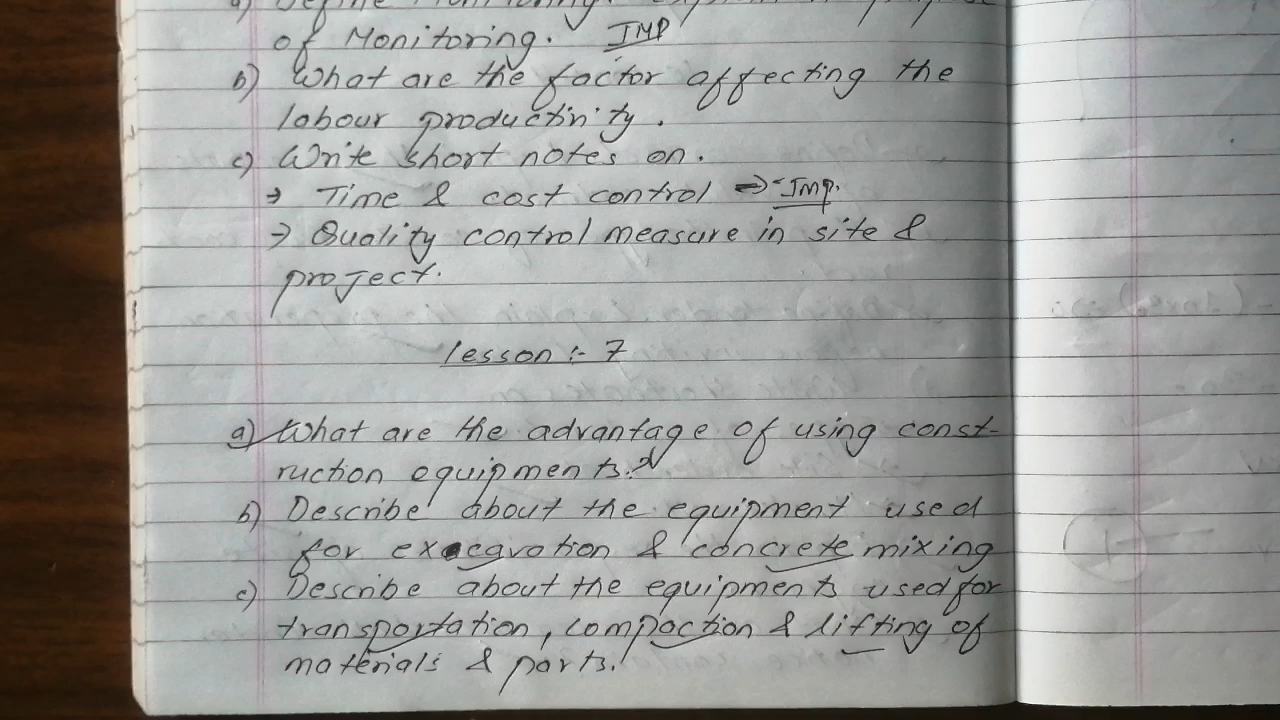 a) Define Monitoring. Explain
of Monitoring. IMP
b) What are the factor affecting the
labour productivity.
c) Write short notes on.
→ Time & cost control ⇒ Imp.
→ Quality control measure in site &
project.
lesson :- 7
a) What are the advantage of using const-
ruction equipments.
b) Describe about the equipment used
for excavation & concrete mixing
c) Describe about the equipments used for
transportation, compaction & lifting of
materials & parts.